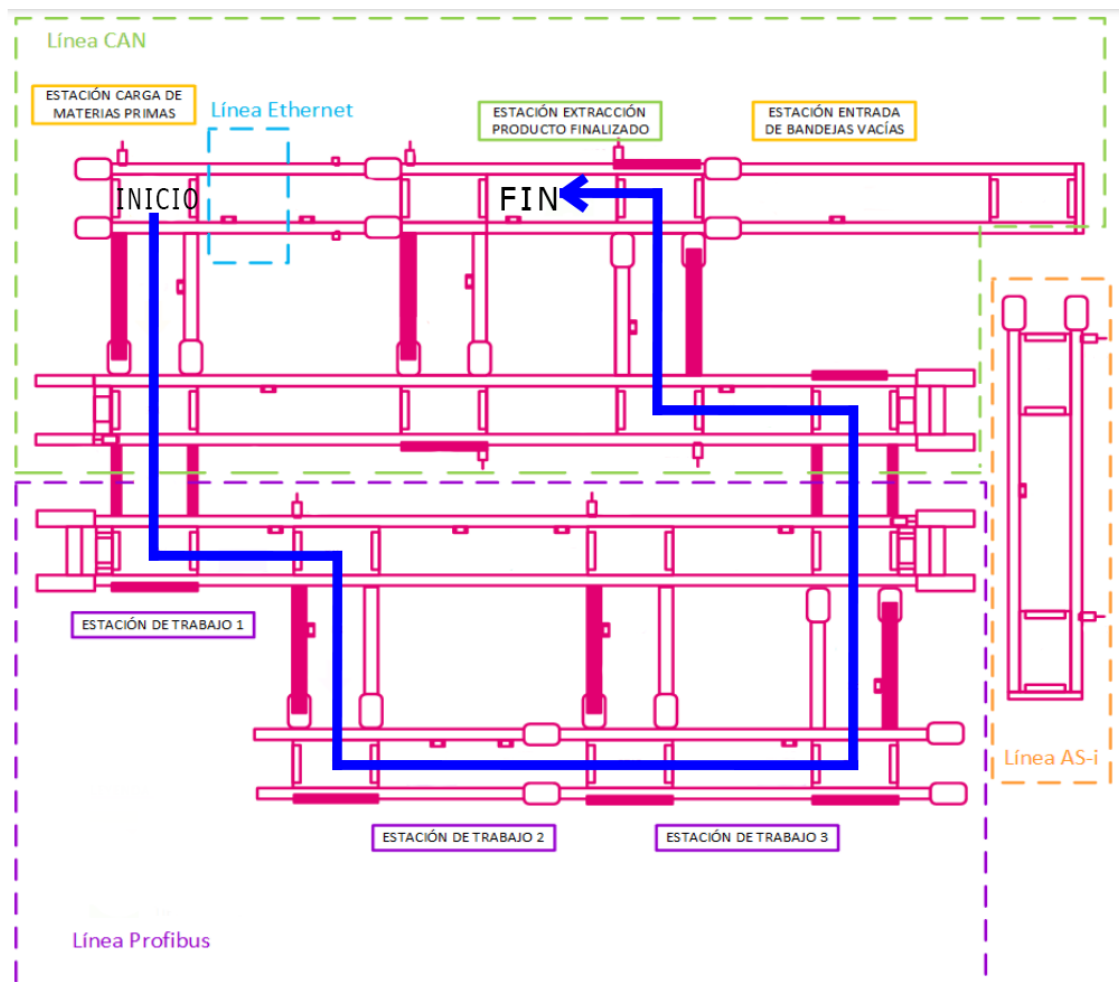 Línea CAN
ESTACIÓN CARGA DE
MATERIAS PRIMAS
Línea Ethernet
ESTACIÓN EXTRACCIÓN
PRODUCTO FINALIZADO
ESTACIÓN ENTRADA
DE BANDEJAS VACÍAS
INICIO
FIN
ESTACIÓN DE TRABAJO 1
Línea AS-i
ESTACIÓN DE TRABAJO 2
ESTACIÓN DE TRABAJO 3
Línea Profibus